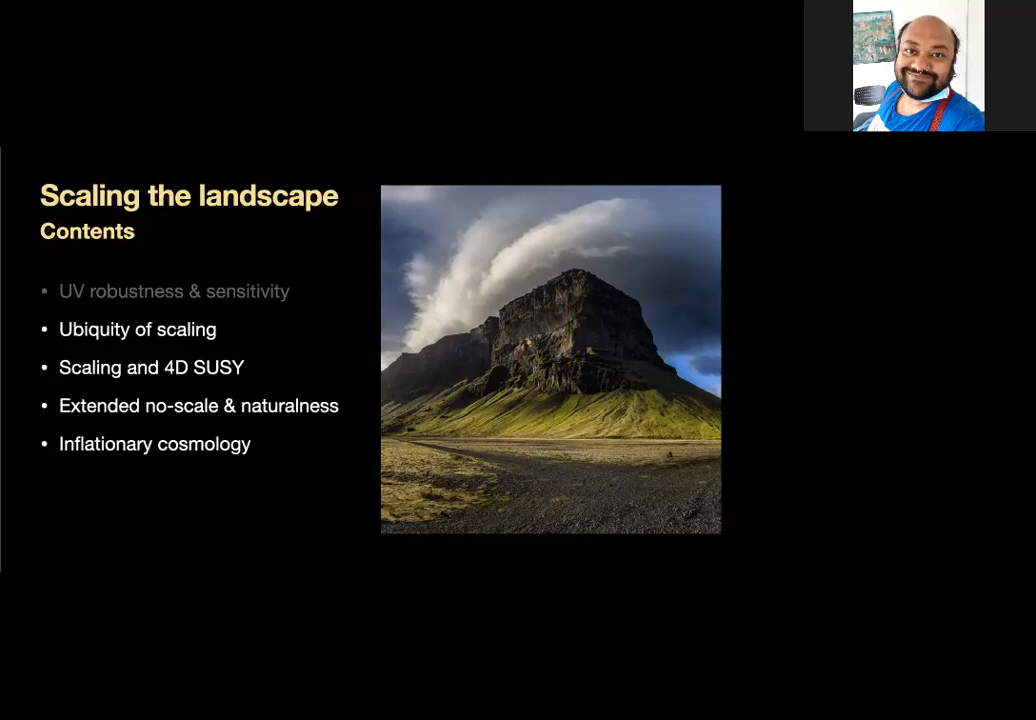 Scaling the landscape
Contents
• UV robustness & sensitivity
• Ubiquity of scaling
• Scaling and 4D SUSY
• Extended no-scale & naturalness
• Inflationary cosmology